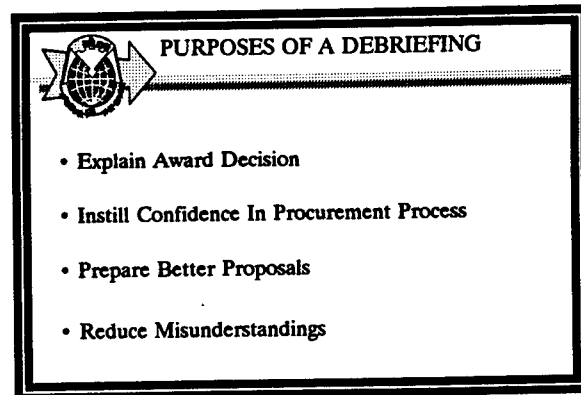 PURPOSES OF A DEBRIEFING
• Explain Award Decision
• Instill Confidence In Procurement Process
• Prepare Better Proposals
• Reduce Misunderstandings